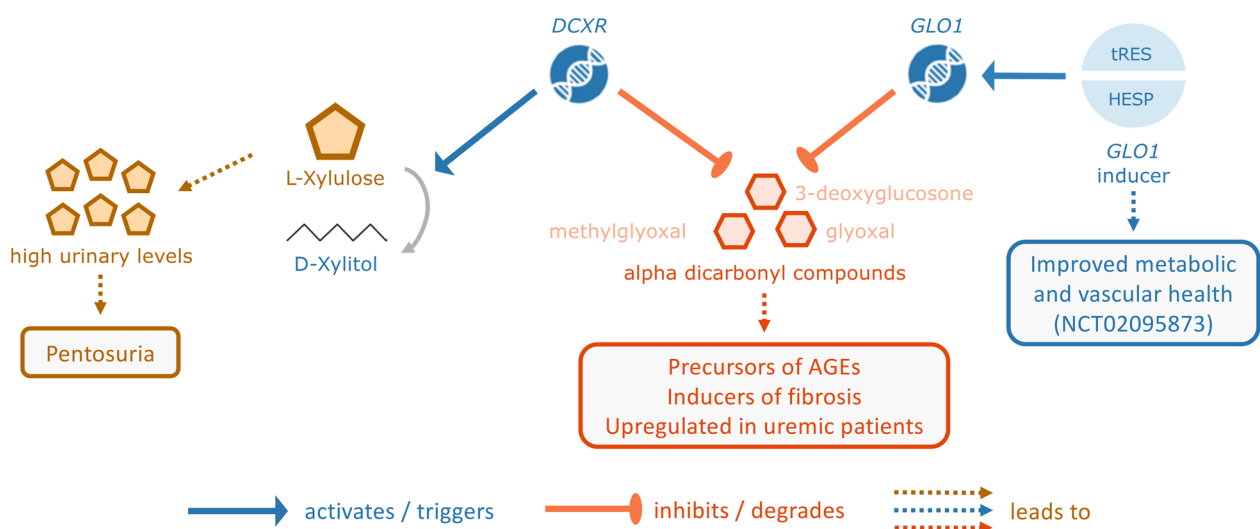 DCXR
GLO1
tRES
HESP
GLO1
inducer
L-Xylulose
D-Xylitol
high urinary levels
Pentosuria
3-deoxyglucosone
methylglyoxal
glyoxal
alpha dicarbonyl compounds
Precursors of AGEs
Inducers of fibrosis
Upregulated in uremic patients
Improved metabolic
and vascular health
(NCT02095873)
activates / triggers
inhibits / degrades
leads to